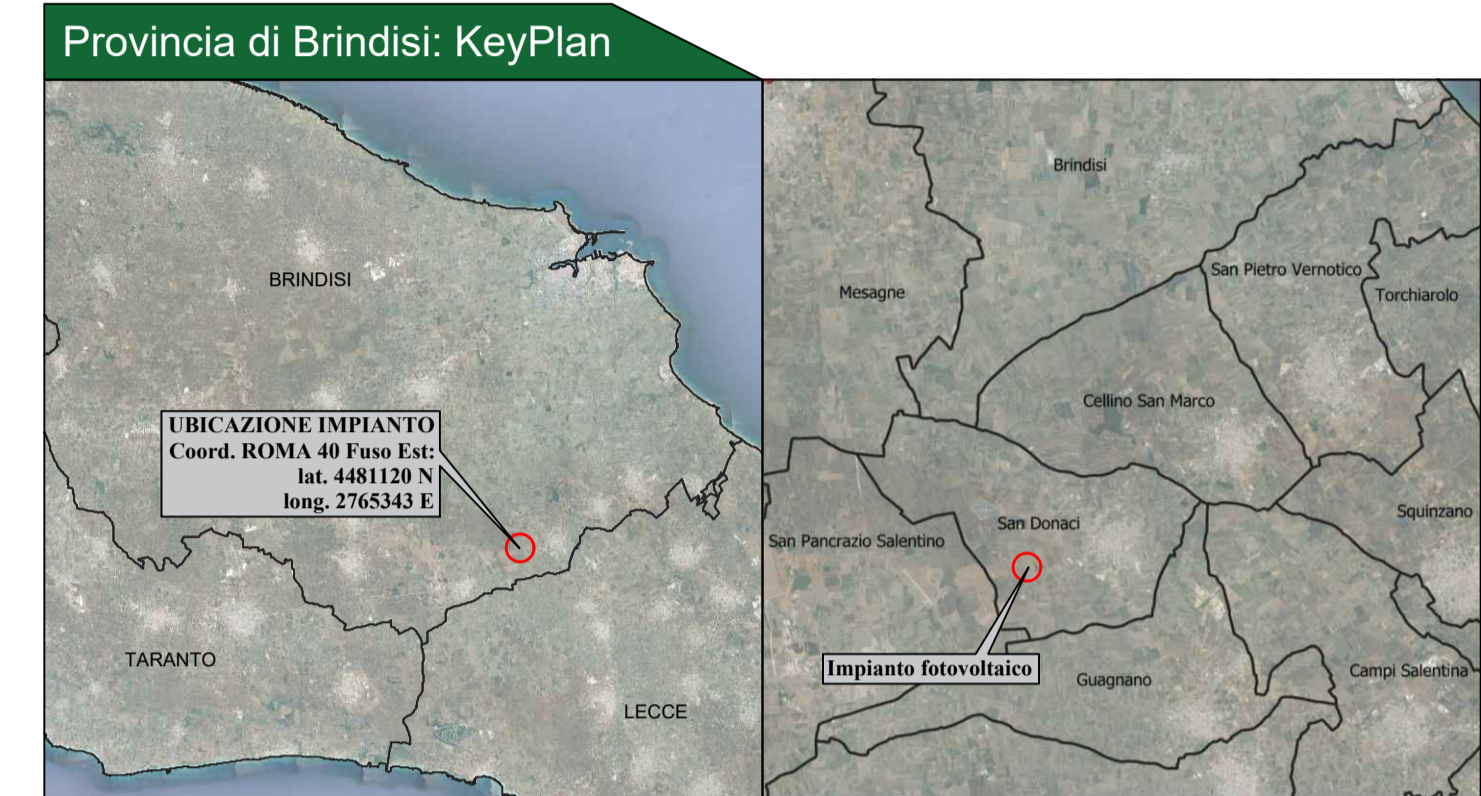 Provincia di Brindisi: KeyPlan
BRINDISI
UBICAZIONE IMPIANTO
Coord. ROMA 40 Fuso Est:
lat. 4481120 N
long. 2765343 E
TARANTO
LECCE
Brindisi
San Pietro Vernotico
Mesagne
Torchiarolo
Cellino San Marco
Squinzano
San Donaci
San Pancrazio Salentino
Impianto fotovoltaico
Guagnano
Campi Salentina